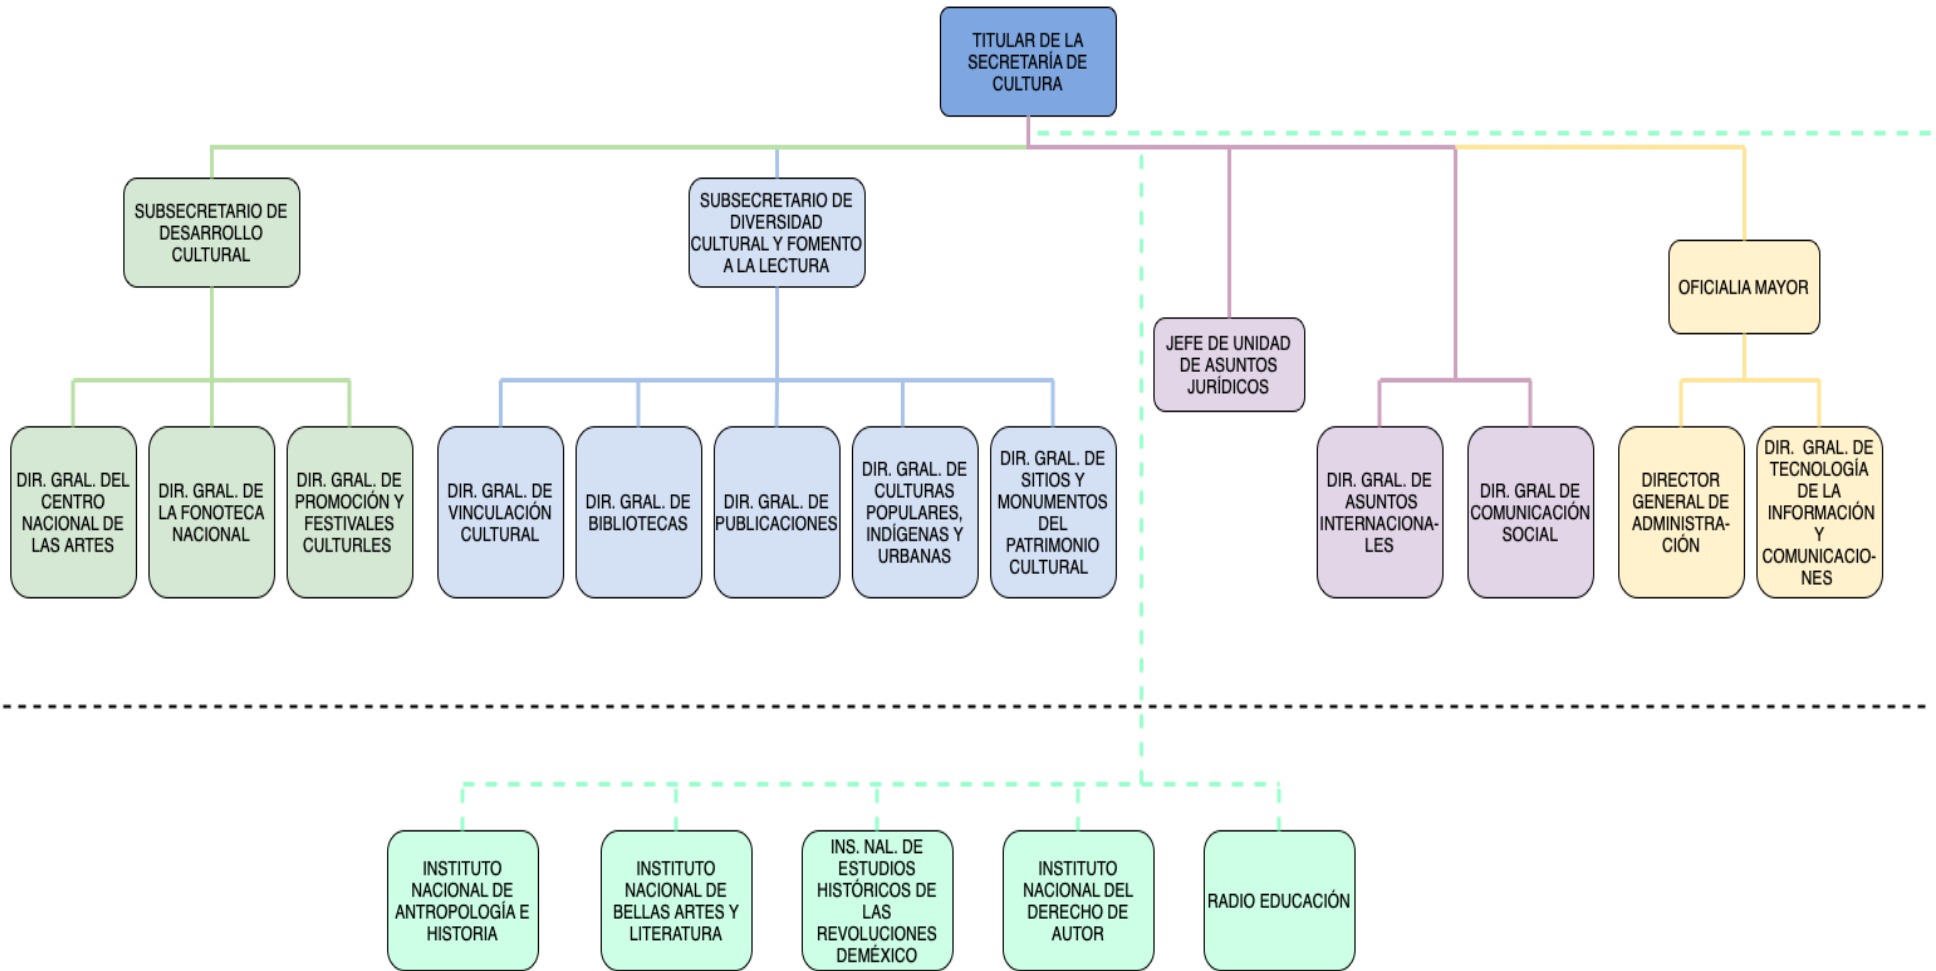 TITULAR DE LA
SECRETARÍA DE
CULTURA
SUBSECRETARIO DE
DESARROLLO
CULTURAL
SUBSECRETARIO DE
DIVERSIDAD
CULTURAL Y FOMENTO
A LA LECTURA
JEFE DE UNIDAD
DE ASUNTOS
JURÍDICOS
OFICIALIA MAYOR
DIR. GRAL. DEL
CENTRO
NACIONAL DE
LAS ARTES
DIR. GRAL. DE
LA FONOTECA
NACIONAL
DIR. GRAL. DE
PROMOCIÓN Y
FESTIVALES
CULTURLES
DIR. GRAL. DE
VINCULACIÓN
CULTURAL
DIR. GRAL. DE
BIBLIOTECAS
DIR. GRAL. DE
PUBLICACIONES
DIR. GRAL. DE
CULTURAS
POPULARES,
INDÍGENAS Y
URBANAS
DIR. GRAL. DE
SITIOS Y
MONUMENTOS
DEL
PATRIMONIO
CULTURAL
DIR. GRAL. DE
ASUNTOS
INTERNACIONA-
LES
DIR. GRAL DE
COMUNICACIÓN
SOCIAL
DIRECTOR
GENERAL DE
ADMINISTRA-
CIÓN
DIR. GRAL. DE
TECNOLOGÍA
DE LA
INFORMACIÓN
Y
COMUNICACIO-
NES
INSTITUTO
NACIONAL DE
ANTROPOLOGÍA E
HISTORIA
INSTITUTO
NACIONAL DE
BELLAS ARTES Y
LITERATURA
INS. NAL. DE
ESTUDIOS
HISTÓRICOS DE
LAS
REVOLUCIONES
DEMÉXICO
INSTITUTO
NACIONAL DEL
DERECHO DE
AUTOR
RADIO EDUCACIÓN